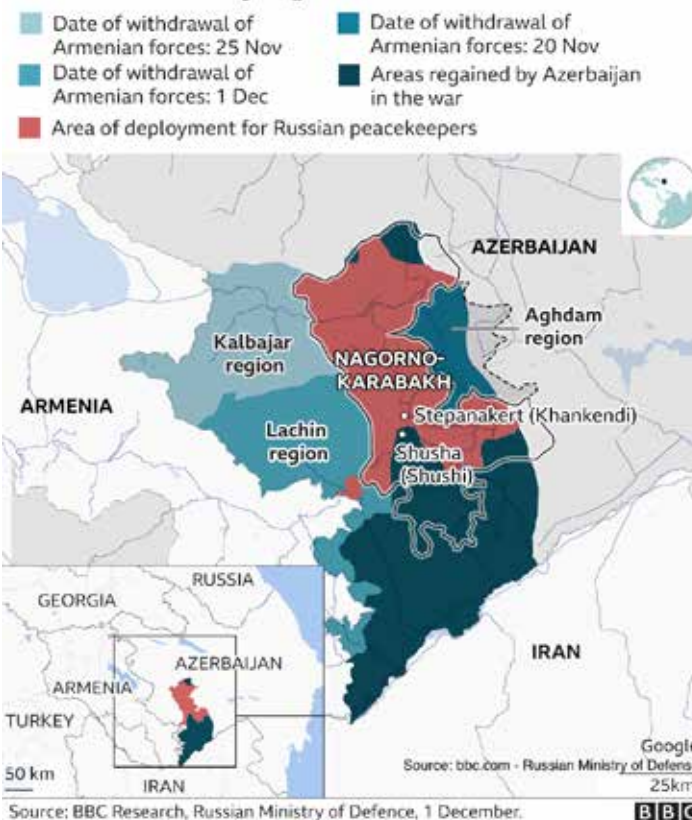 Date of withdrawal of
Armenian forces: 25 Nov
Date of withdrawal of
Armenian forces: 20 Nov
Date of withdrawal of
Armenian forces: 1 Dec
Areas regained by Azerbaijan
in the war
Area of deployment for Russian peacekeepers
AZERBAIJAN
Aghdam
region
Kalbajar
region
NAGORNO-
KARABAKH
ARMENIA
Stepanakert (Khankendi)
Lachin
region
Shusha
(Shushi)
RUSSIA
GEORGIA
IRAN
AZERBAIJAN
ARMENIA
TURKEY
IRAN
50 km
Google
Source: bbc.com - Russian Ministry of Defens
25km
Source: BBC Research, Russian Ministry of Defence, 1 December.
BBC